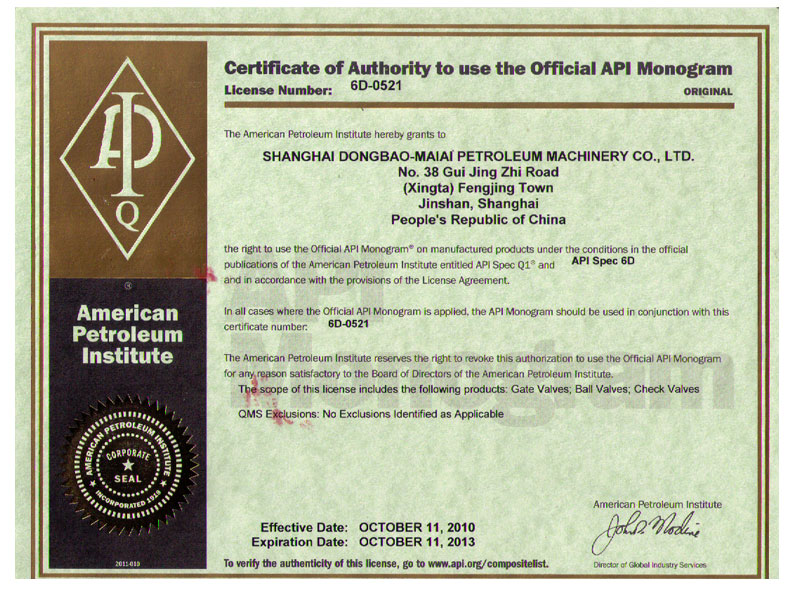 Certificate of Authority to use the Official API Monogram
License Number: 6D-0521
ORIGINAL
The American Petroleum Institute hereby grants to
SHANGHAI DONGBAO-MAIAI PETROLEUM MACHINERY CO., LTD.
No. 38 Gui Jing Zhi Road
(Xingta) Fengjing Town
Jinshan, Shanghai
People's Republic of China
the right to use the Official API Monogram® on manufactured products under the conditions in the official
publications of the American Petroleum Institute entitled API Spec Q1® and API Spec 6D
and in accordance with the provisions of the License Agreement.
In all cases where the Official API Monogram is applied, the API Monogram should be used in conjunction with this
certificate number: 6D-0521
The American Petroleum Institute reserves the right to revoke this authorization to use the Official API Monogram
for any reason satisfactory to the Board of Directors of the American Petroleum Institute.
The scope of this license includes the following products: Gate Valves; Ball Valves; Check Valves
QMS Exclusions: No Exclusions Identified as Applicable
API
Monogram
Effective Date: OCTOBER 11, 2010
Expiration Date: OCTOBER 11, 2013
To verify the authenticity of this license, go to www.api.org/compositelist.
American Petroleum Institute
John D. Modine
Director of Global Industry Services
API
Q
®
American
Petroleum
Institute
AMERICAN PETROLEUM INSTITUTE
CORPORATE
SEAL
INCORPORATED 1919
2011-010